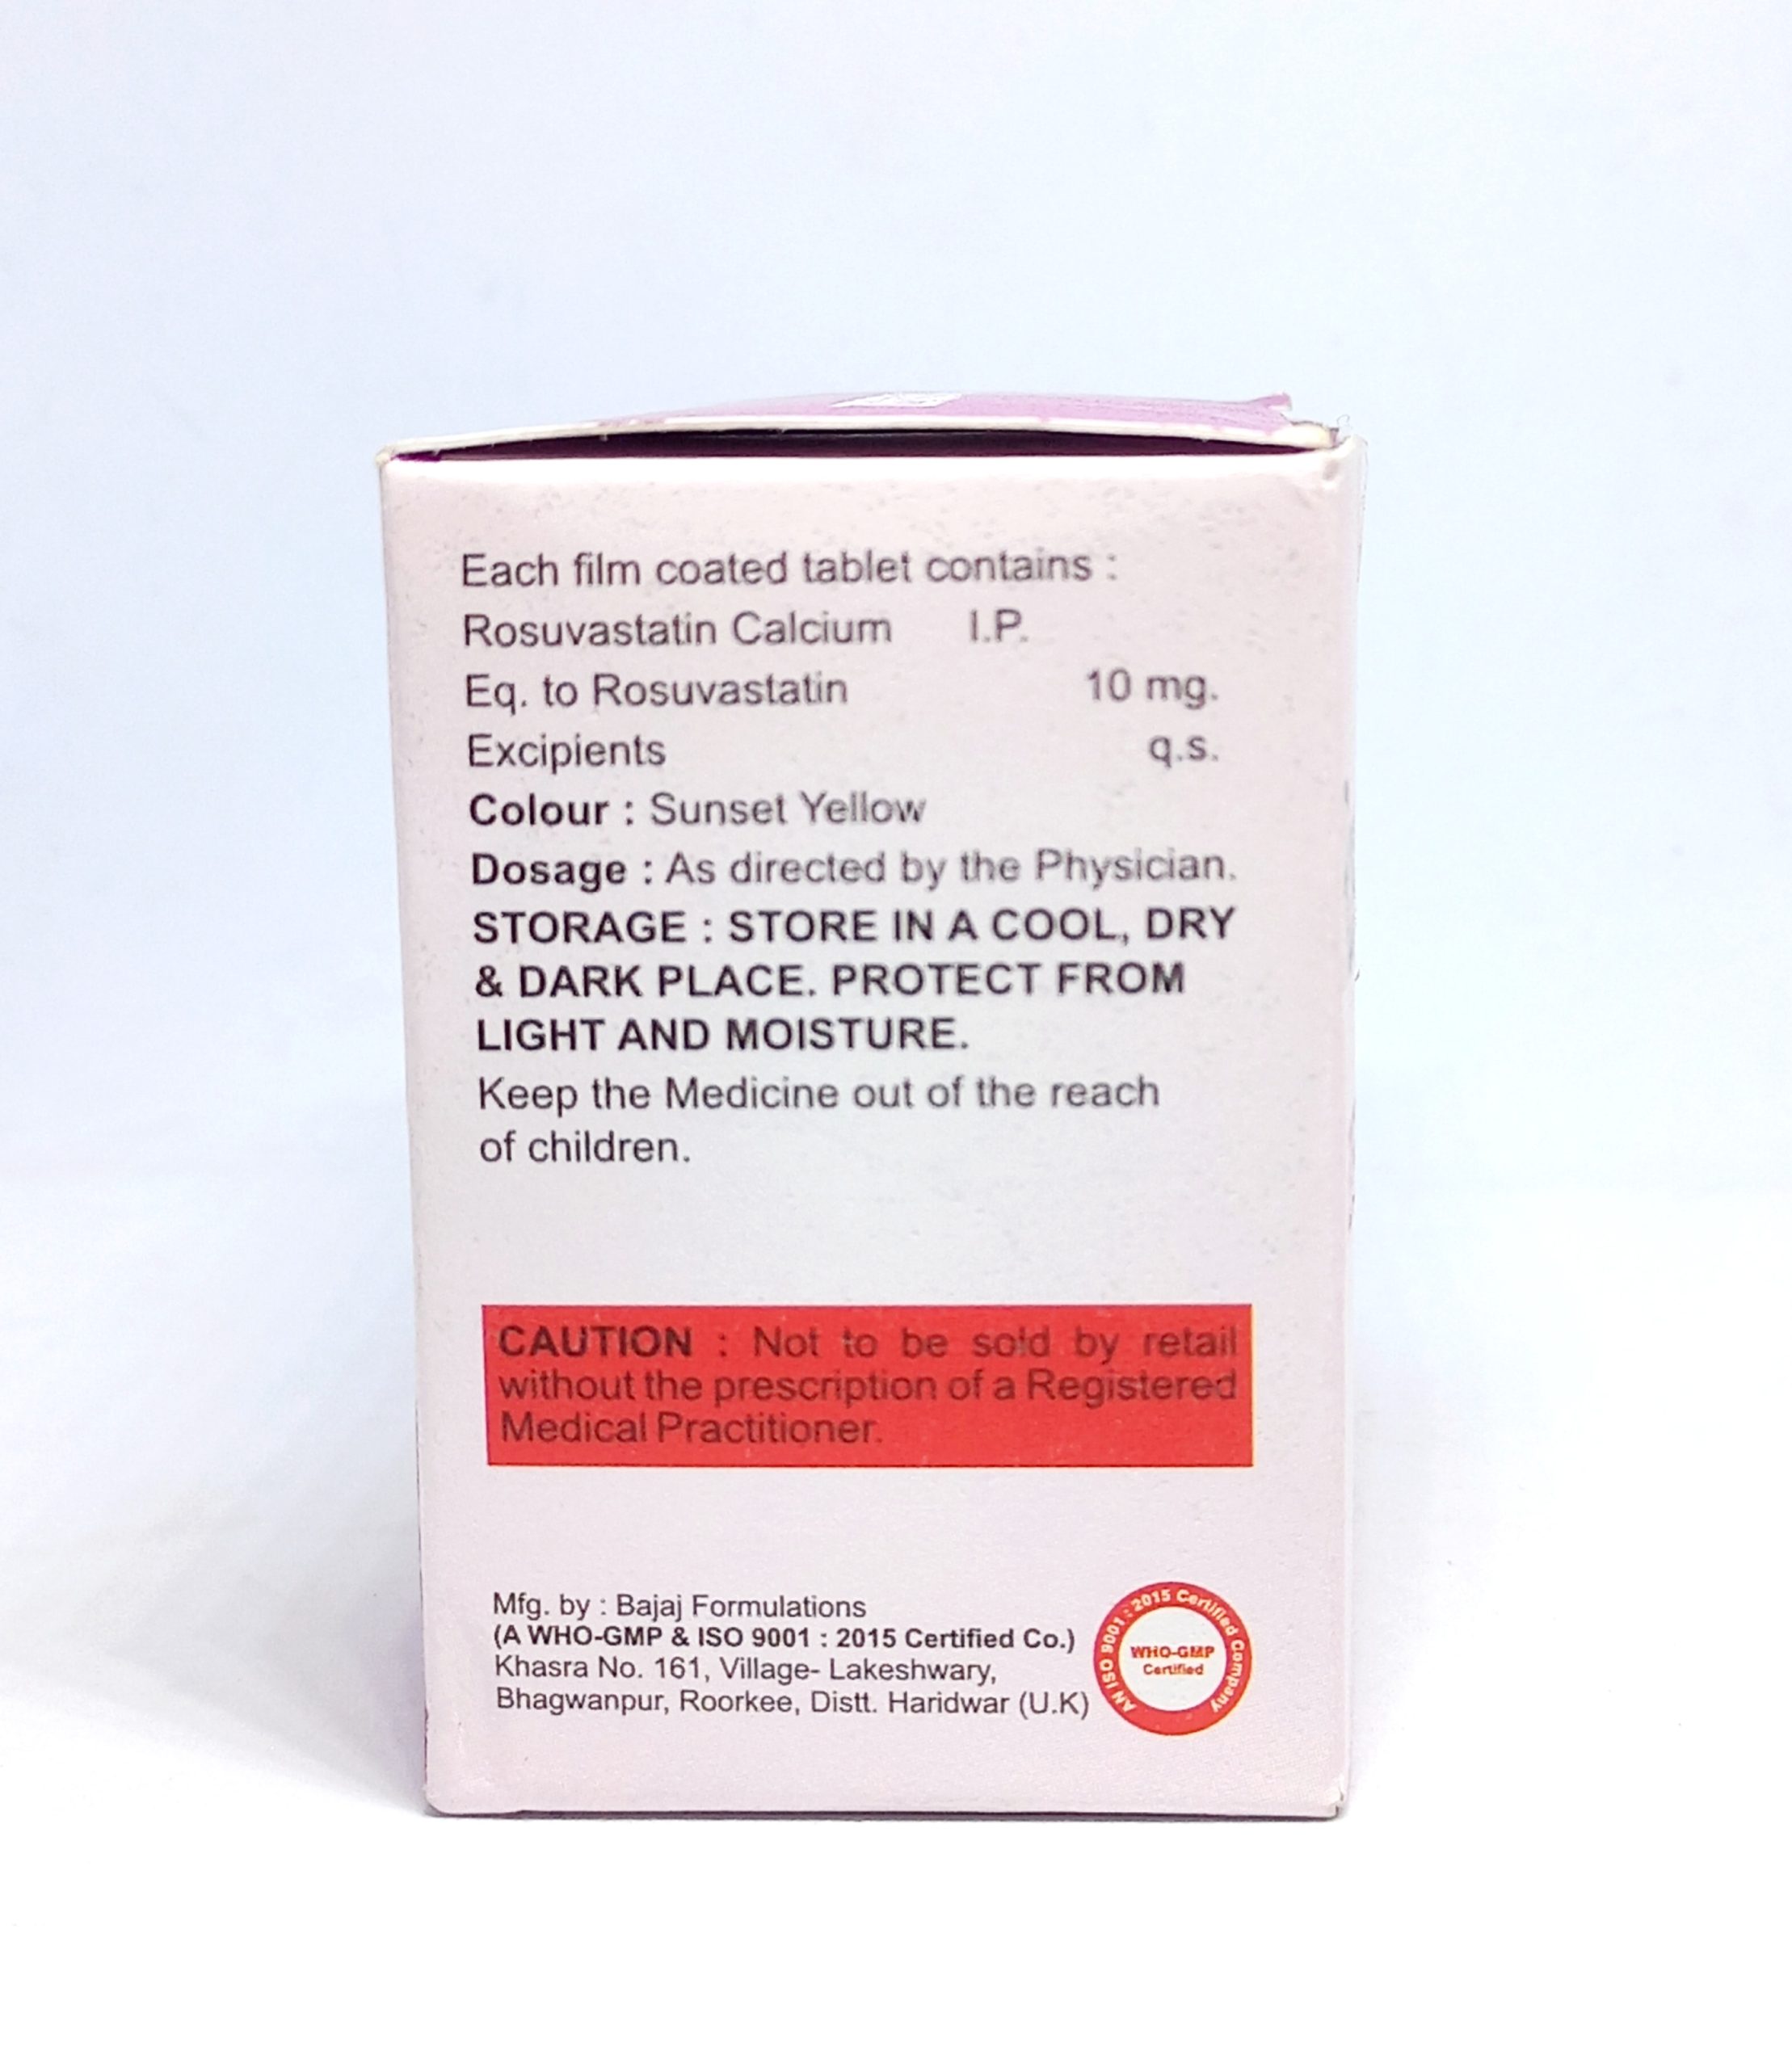 Each film coated tablet contains :
Rosuvastatin Calcium I.P.
Eq. to Rosuvastatin 10 mg.
Excipients q.s.
Colour : Sunset Yellow
Dosage : As directed by the Physician.
STORAGE : STORE IN A COOL, DRY
& DARK PLACE. PROTECT FROM
LIGHT AND MOISTURE.
Keep the Medicine out of the reach
of children.
CAUTION : Not to be sold by retail
without the prescription of a Registered
Medical Practitioner.
Mfg. by : Bajaj Formulations
(A WHO-GMP & ISO 9001 : 2015 Certified Co.)
Khasra No. 161, Village- Lakeshwary,
Bhagwanpur, Roorkee, Distt. Haridwar (U.K)
AN ISO 9001 : 2015 Certified Company
WHO-GMP
Certified